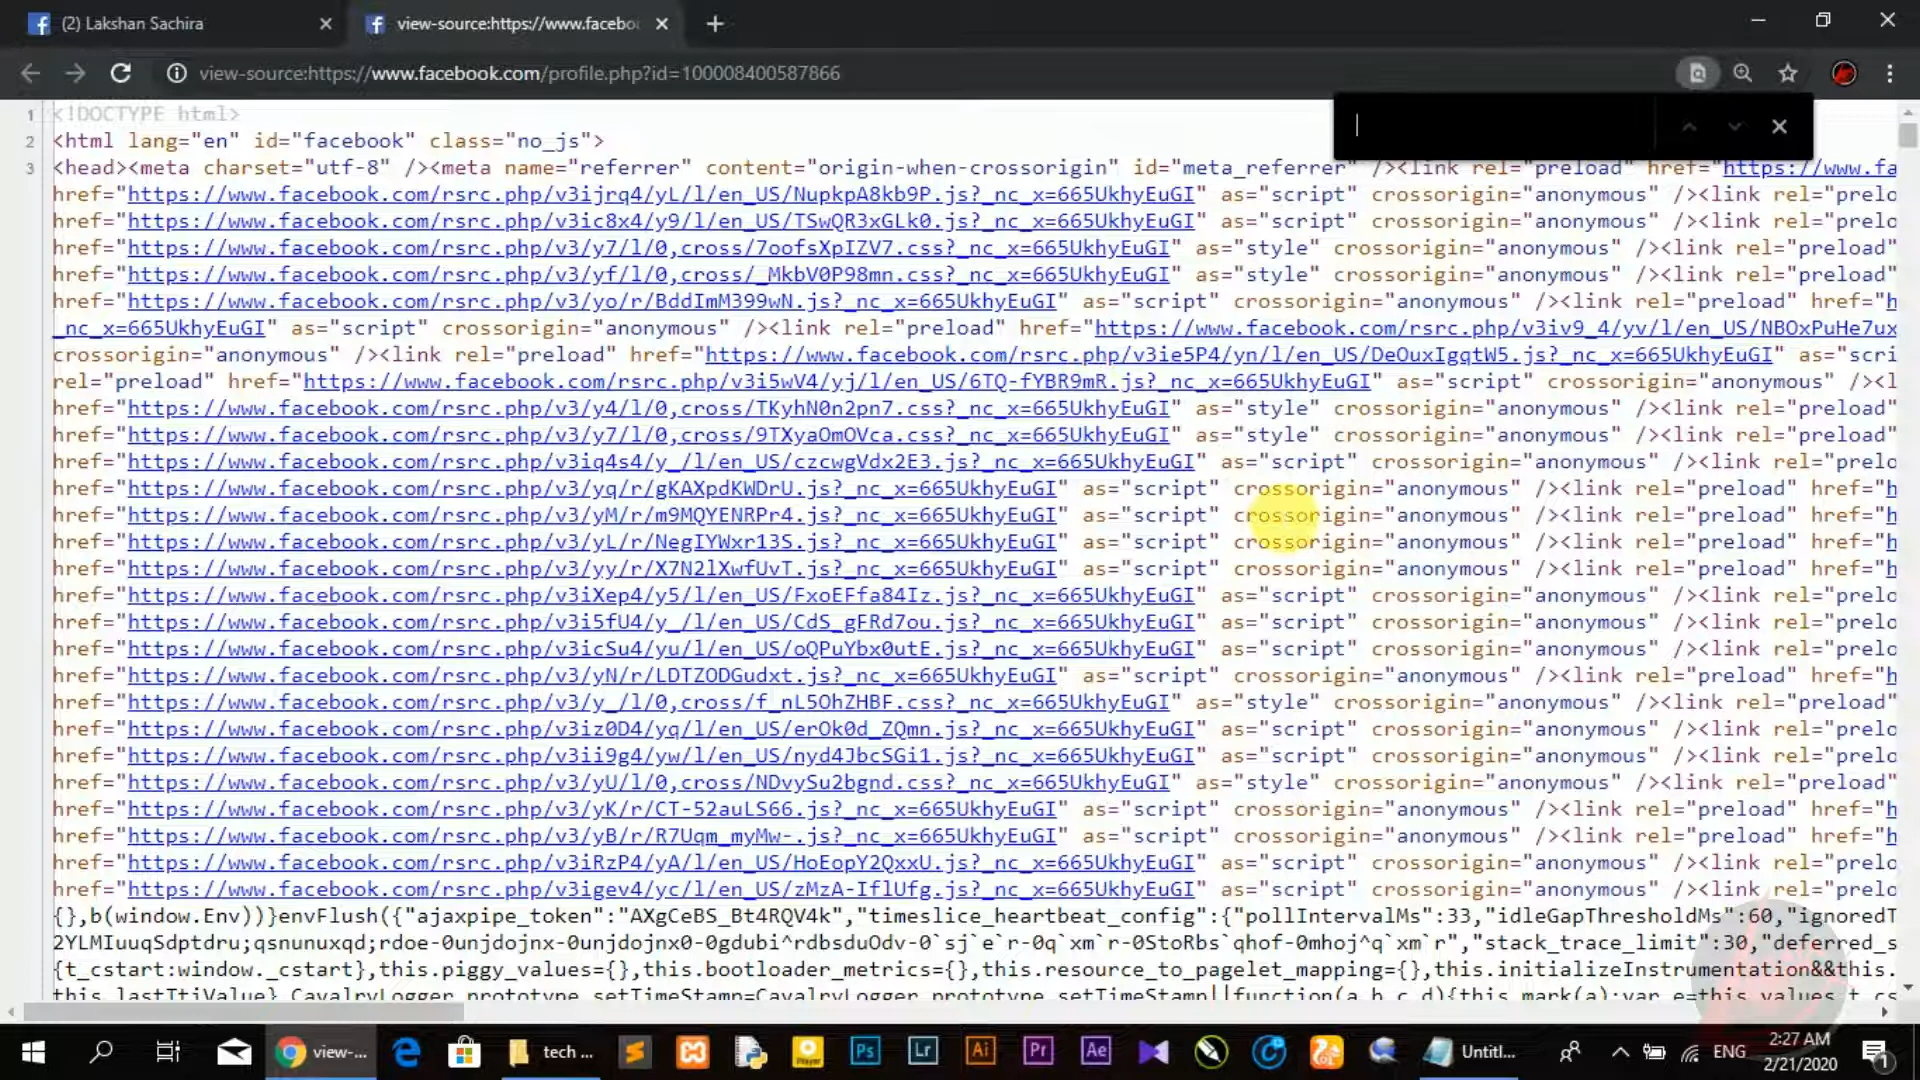 (2) Lakshan Sachira
view-source:https://www.facebo
view-source:https://www.facebook.com/profile.php?id=100008400587866
1 <!DOCTYPE html>
2 <html lang="en" id="facebook" class="no_js">
3 <head><meta charset="utf-8" /><meta name="referrer" content="origin-when-crossorigin" id="meta_referrer" /><link rel="preload" href="https://www.fa
href="https://www.facebook.com/rsrc.php/v3ijrq4/yL/l/en_US/NupkpA8kb9P.js?_nc_x=665UkhyEuGI" as="script" crossorigin="anonymous" /><link rel="prelo
href="https://www.facebook.com/rsrc.php/v3ic8x4/y9/l/en_US/TSwQR3xGLk0.js?_nc_x=665UkhyEuGI" as="script" crossorigin="anonymous" /><link rel="prelo
href="https://www.facebook.com/rsrc.php/v3/y7/l/0,cross/7oofsXpIZV7.css?_nc_x=665UkhyEuGI" as="style" crossorigin="anonymous" /><link rel="preload"
href="https://www.facebook.com/rsrc.php/v3/yf/l/0,cross/_MkbV0P98mn.css?_nc_x=665UkhyEuGI" as="style" crossorigin="anonymous" /><link rel="preload"
href="https://www.facebook.com/rsrc.php/v3/yo/r/BddImM399wN.js?_nc_x=665UkhyEuGI" as="script" crossorigin="anonymous" /><link rel="preload" href="h
_nc_x=665UkhyEuGI" as="script" crossorigin="anonymous" /><link rel="preload" href="https://www.facebook.com/rsrc.php/v3iv9_4/yv/l/en_US/NBOxPuHe7ux
crossorigin="anonymous" /><link rel="preload" href="https://www.facebook.com/rsrc.php/v3ie5P4/yn/l/en_US/DeOuxIgqtW5.js?_nc_x=665UkhyEuGI" as="scri
rel="preload" href="https://www.facebook.com/rsrc.php/v3i5wV4/yj/l/en_US/6TQ-fYBR9mR.js?_nc_x=665UkhyEuGI" as="script" crossorigin="anonymous" /><l
href="https://www.facebook.com/rsrc.php/v3/y4/l/0,cross/TKyhN0n2pn7.css?_nc_x=665UkhyEuGI" as="style" crossorigin="anonymous" /><link rel="preload"
href="https://www.facebook.com/rsrc.php/v3/y7/l/0,cross/9TXyaOmOVca.css?_nc_x=665UkhyEuGI" as="style" crossorigin="anonymous" /><link rel="preload"
href="https://www.facebook.com/rsrc.php/v3iq4s4/y_/l/en_US/czcwgVdx2E3.js?_nc_x=665UkhyEuGI" as="script" crossorigin="anonymous" /><link rel="prelo
href="https://www.facebook.com/rsrc.php/v3/yq/r/gKAXpdKWDrU.js?_nc_x=665UkhyEuGI" as="script" crossorigin="anonymous" /><link rel="preload" href="h
href="https://www.facebook.com/rsrc.php/v3/yM/r/m9MQYENRPr4.js?_nc_x=665UkhyEuGI" as="script" crossorigin="anonymous" /><link rel="preload" href="h
href="https://www.facebook.com/rsrc.php/v3/yL/r/NegIYWxr13S.js?_nc_x=665UkhyEuGI" as="script" crossorigin="anonymous" /><link rel="preload" href="h
href="https://www.facebook.com/rsrc.php/v3/yy/r/X7N2lXwfUvT.js?_nc_x=665UkhyEuGI" as="script" crossorigin="anonymous" /><link rel="preload" href="h
href="https://www.facebook.com/rsrc.php/v3iXep4/y5/l/en_US/FxoEFfa84Iz.js?_nc_x=665UkhyEuGI" as="script" crossorigin="anonymous" /><link rel="prelo
href="https://www.facebook.com/rsrc.php/v3i5fU4/y_/l/en_US/CdS_gFRd7ou.js?_nc_x=665UkhyEuGI" as="script" crossorigin="anonymous" /><link rel="prelo
href="https://www.facebook.com/rsrc.php/v3icSu4/yu/l/en_US/oQPuYbx0utE.js?_nc_x=665UkhyEuGI" as="script" crossorigin="anonymous" /><link rel="prelo
href="https://www.facebook.com/rsrc.php/v3/yN/r/LDTZODGudxt.js?_nc_x=665UkhyEuGI" as="script" crossorigin="anonymous" /><link rel="preload" href="h
href="https://www.facebook.com/rsrc.php/v3/y_/l/0,cross/f_nL5OhZHBF.css?_nc_x=665UkhyEuGI" as="style" crossorigin="anonymous" /><link rel="preload"
href="https://www.facebook.com/rsrc.php/v3iz0D4/yq/l/en_US/erOk0d_ZQmn.js?_nc_x=665UkhyEuGI" as="script" crossorigin="anonymous" /><link rel="prelo
href="https://www.facebook.com/rsrc.php/v3ii9g4/yw/l/en_US/nyd4JbcSGi1.js?_nc_x=665UkhyEuGI" as="script" crossorigin="anonymous" /><link rel="prelo
href="https://www.facebook.com/rsrc.php/v3/yU/l/0,cross/NDvySu2bgnd.css?_nc_x=665UkhyEuGI" as="style" crossorigin="anonymous" /><link rel="preload"
href="https://www.facebook.com/rsrc.php/v3/yK/r/CT-52auLS66.js?_nc_x=665UkhyEuGI" as="script" crossorigin="anonymous" /><link rel="preload" href="h
href="https://www.facebook.com/rsrc.php/v3/yB/r/R7Uqm_myMw-.js?_nc_x=665UkhyEuGI" as="script" crossorigin="anonymous" /><link rel="preload" href="h
href="https://www.facebook.com/rsrc.php/v3iRzP4/yA/l/en_US/HoEopY2QxxU.js?_nc_x=665UkhyEuGI" as="script" crossorigin="anonymous" /><link rel="prelo
href="https://www.facebook.com/rsrc.php/v3igev4/yc/l/en_US/zMzA-IflUfg.js?_nc_x=665UkhyEuGI" as="script" crossorigin="anonymous" /><link rel="prelo
{},b(window.Env))}envFlush({"ajaxpipe_token":"AXgCeBS_Bt4RQV4k","timeslice_heartbeat_config":{"pollIntervalMs":33,"idleGapThresholdMs":60,"ignoredT
2YLMIuuqSdptdru;qsnunuxqd;rdoe-0unjdojnx-0unjdojnx0-0gdubi^rdbsduOdv-0`sj`e`r-0q`xm`r-0StoRbs`qhof-0mhoj^q`xm`r","stack_trace_limit":30,"deferred_s
{t_cstart:window._cstart},this.piggy_values={},this.bootloader_metrics={},this.resource_to_pagelet_mapping={},this.initializeInstrumentation&&this.
this.lastTtiValue},CavalryLogger.prototype.setTimeStamp=CavalryLogger.prototype.setTimeStamp||function(a,b,c,d){this.mark(a);var e=this.values.t_cs
view-...
tech ...
Player
Ps
Lr
Ai
Pr
Ae
Untitl...
ENG
2:27 AM
2/21/2020
1